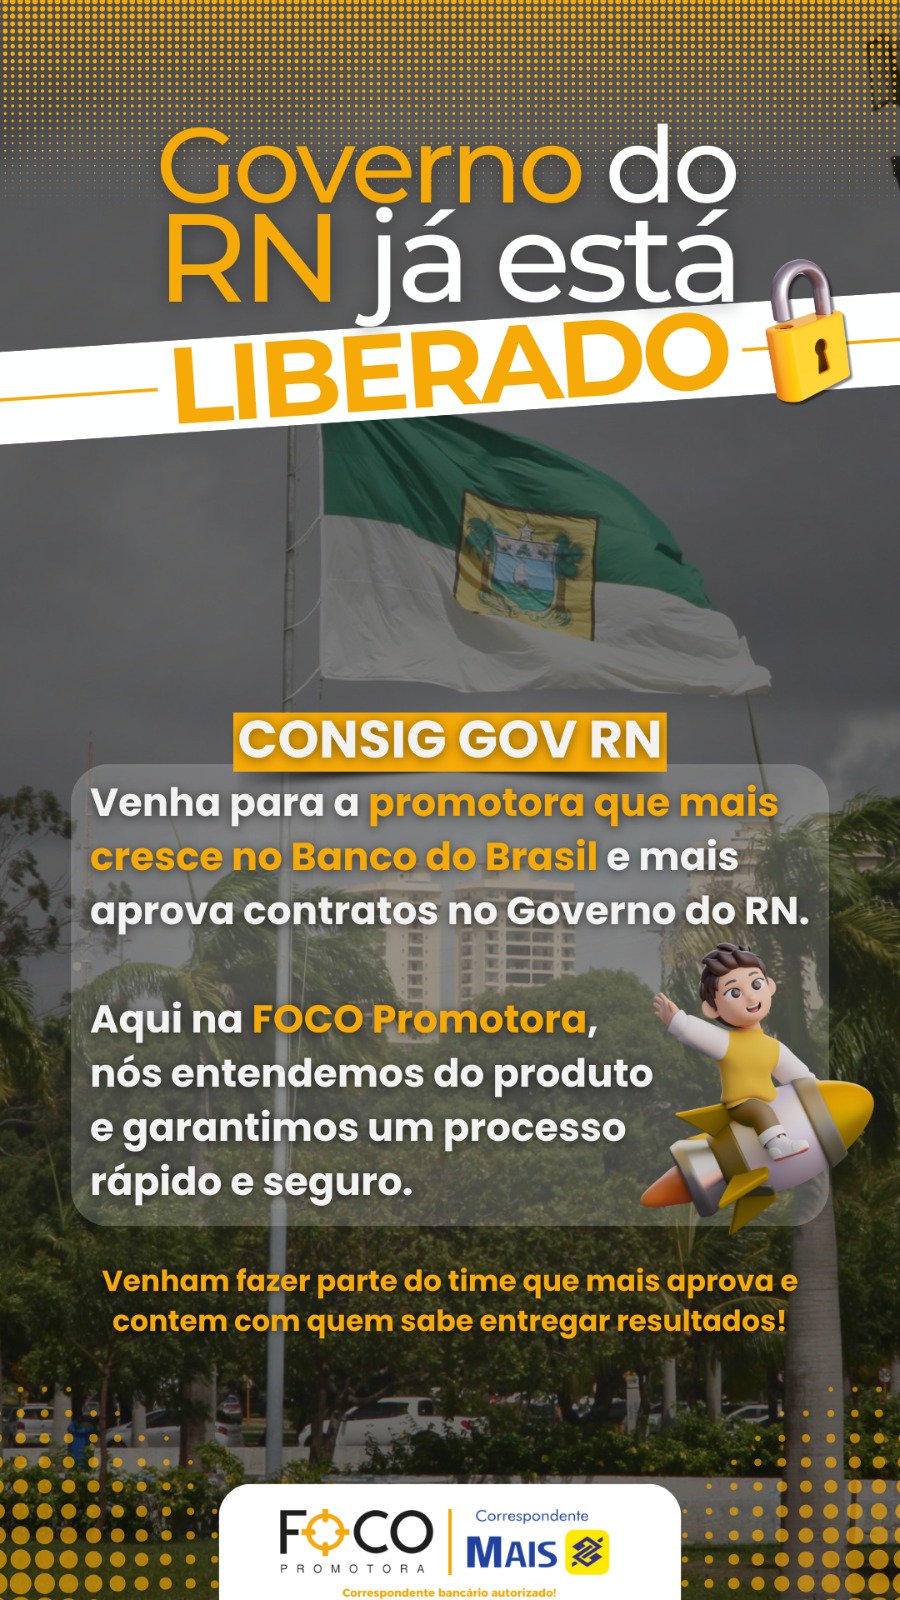 Governo do
RN já está
LIBERADO
CONSIG GOV RN
Venha para a promotora que mais
cresce no Banco do Brasil e mais
aprova contratos no Governo do RN.
Aqui na FOCO Promotora,
nós entendemos do produto
e garantimos um processo
rápido e seguro.
Venham fazer parte do time que mais aprova e
contem com quem sabe entregar resultados!
FOCO
PROMOTORA
Correspondente
MAIS
Correspondente bancário autorizado!